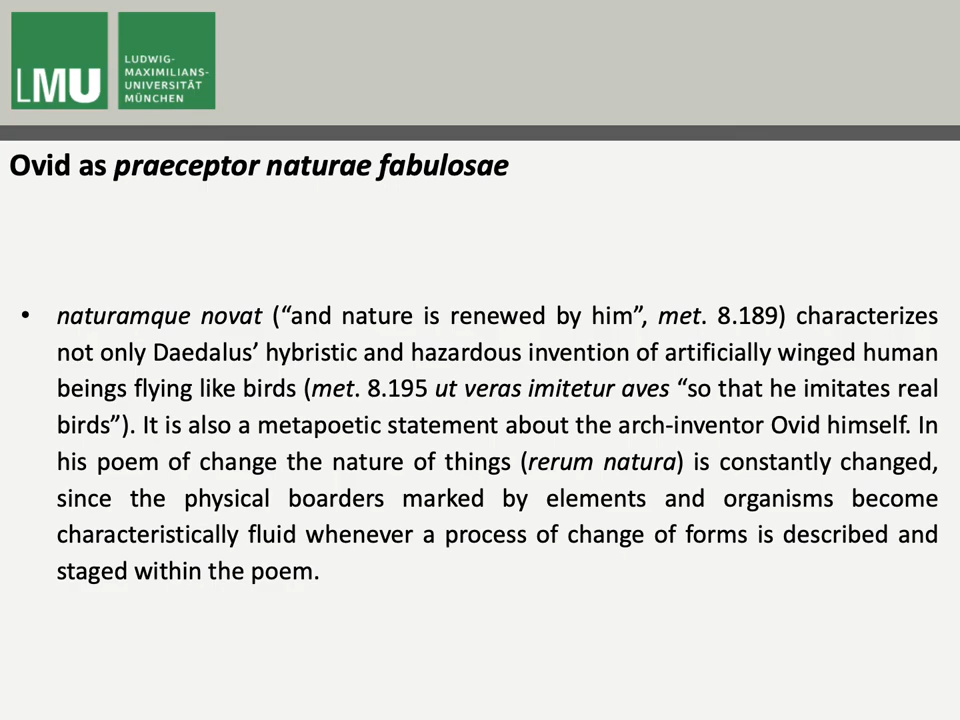 LMU
LUDWIG-
MAXIMILIANS-
UNIVERSITÄT
MÜNCHEN
Ovid as praeceptor naturae fabulosae
• naturamque novat (“and nature is renewed by him”, met. 8.189) characterizes
not only Daedalus’ hybristic and hazardous invention of artificially winged human
beings flying like birds (met. 8.195 ut veras imitetur aves “so that he imitates real
birds”). It is also a metapoetic statement about the arch-inventor Ovid himself. In
his poem of change the nature of things (rerum natura) is constantly changed,
since the physical boarders marked by elements and organisms become
characteristically fluid whenever a process of change of forms is described and
staged within the poem.